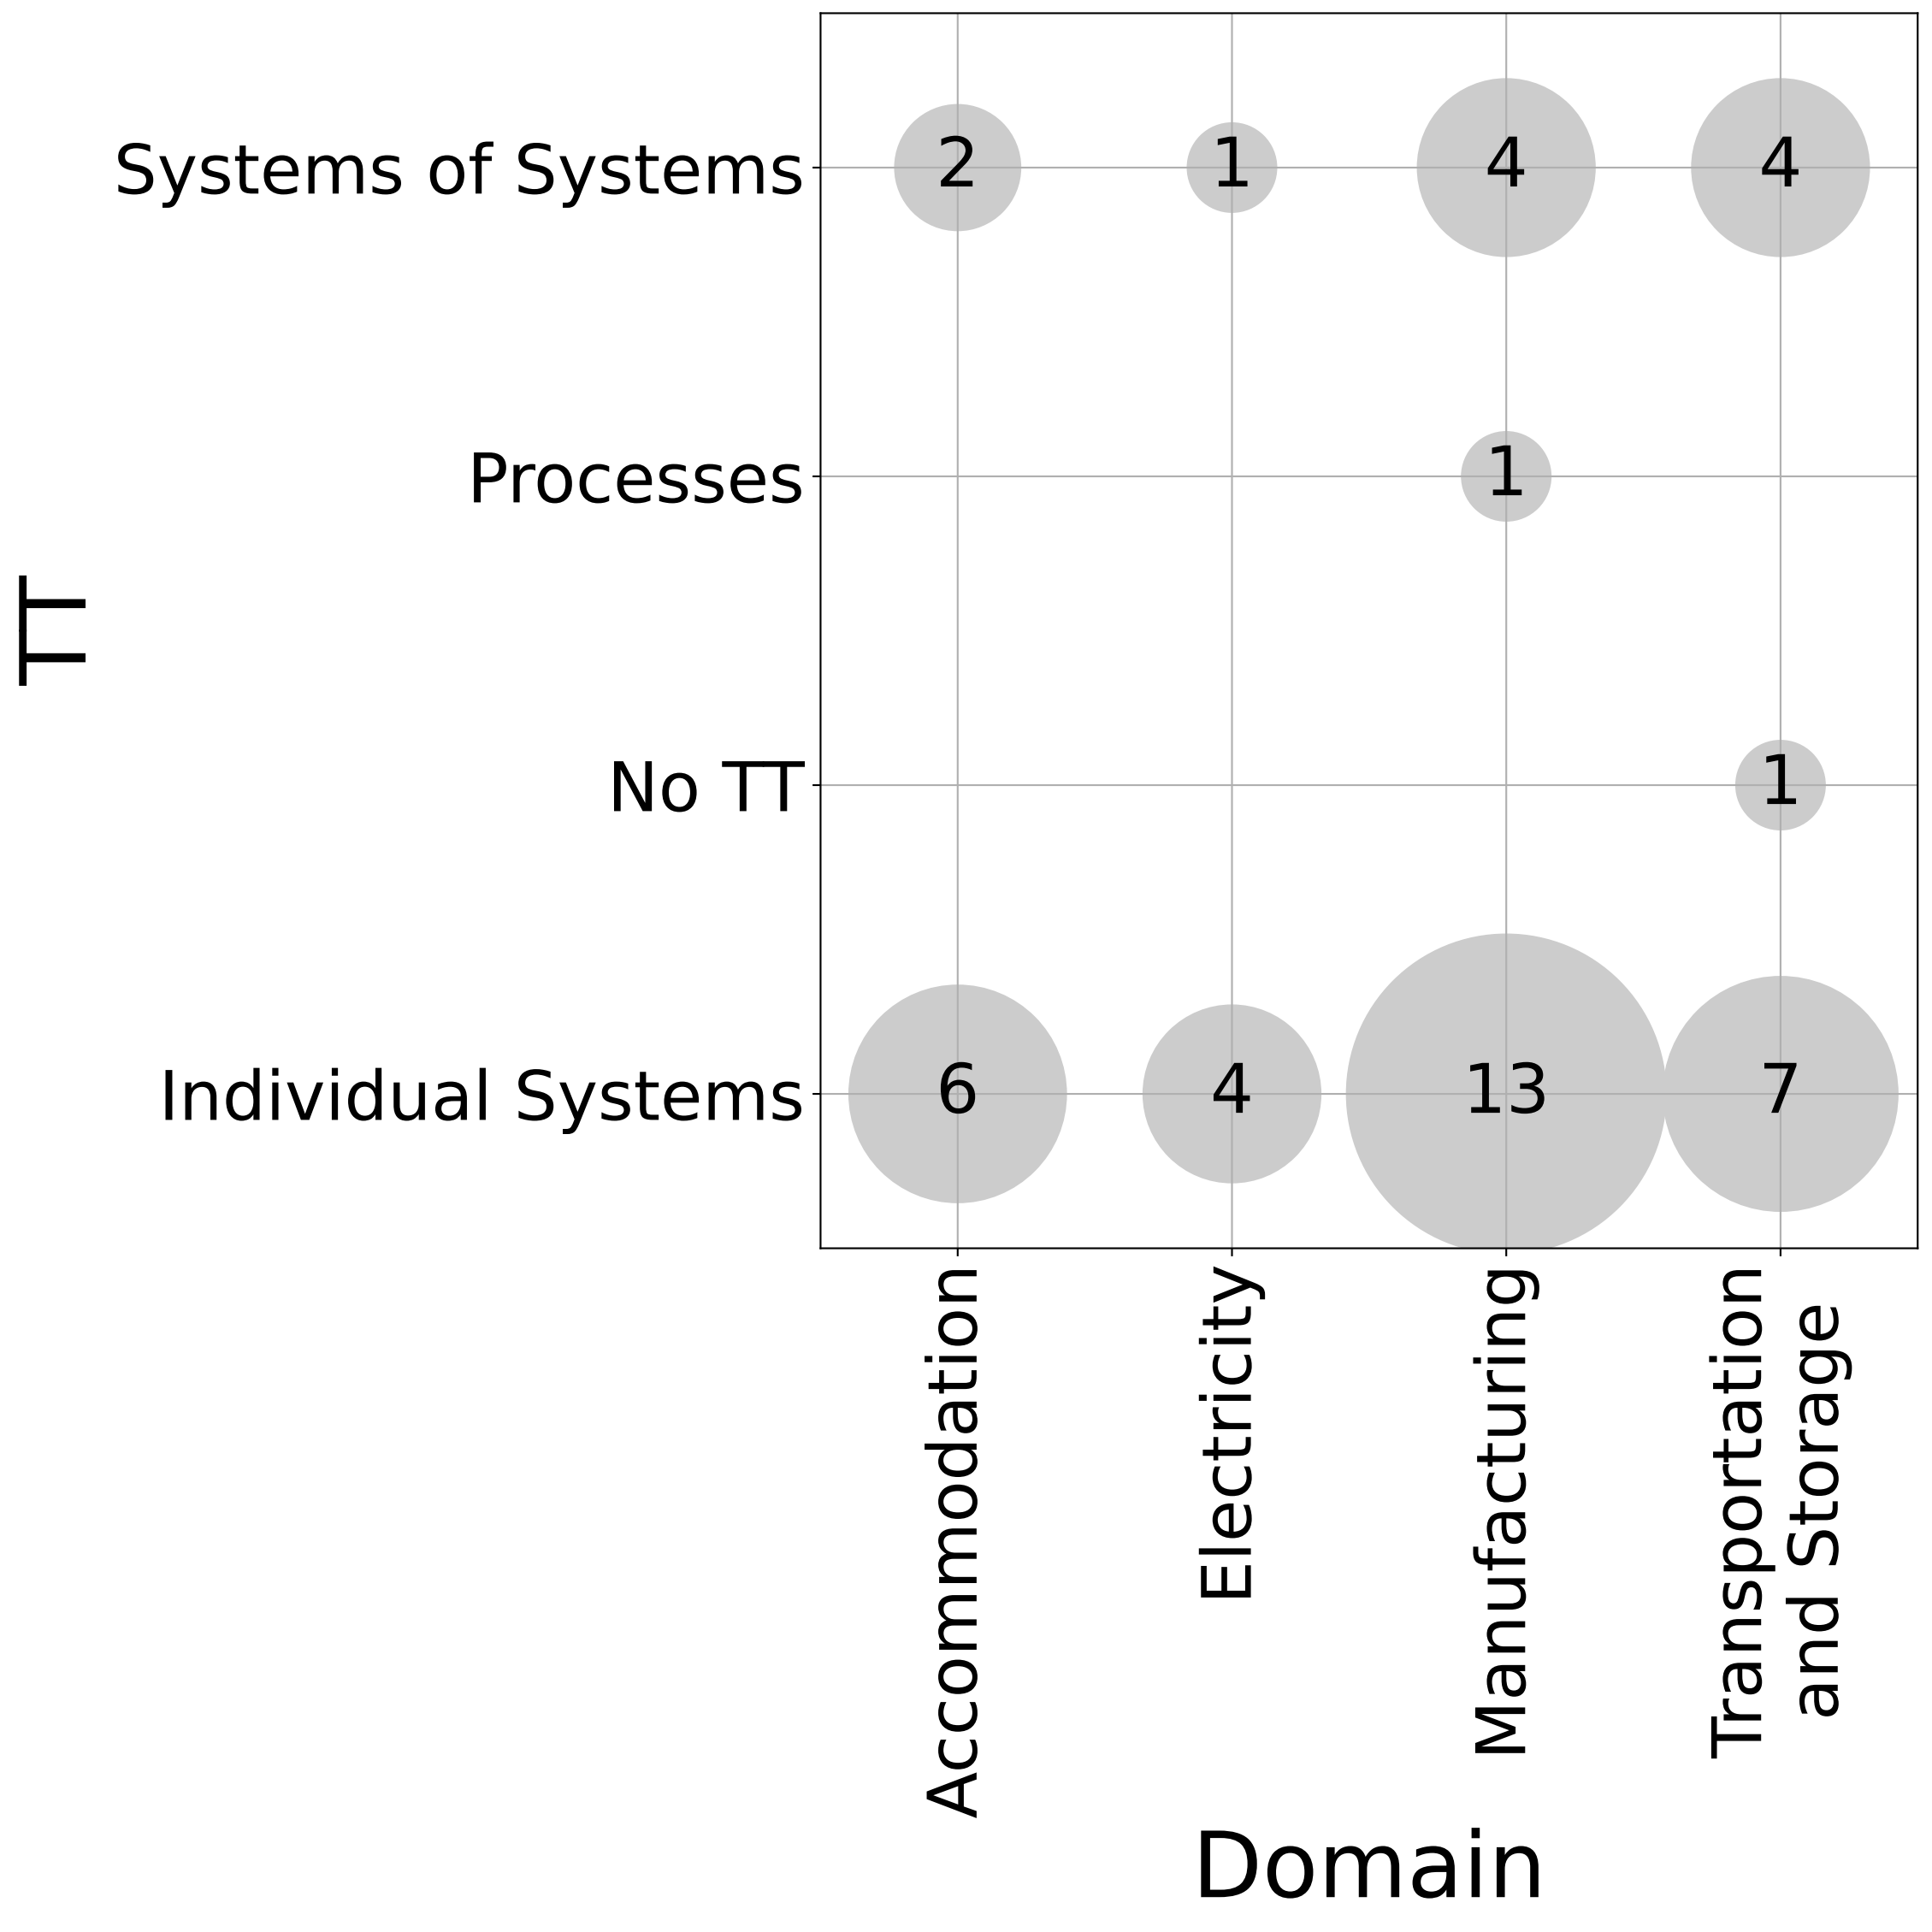 TT
Systems of Systems
2
1
4
4
Processes
1
No TT
1
Individual Systems
6
4
13
7
Accommodation
Electricity
Manufacturing
Transportation
and Storage
Domain